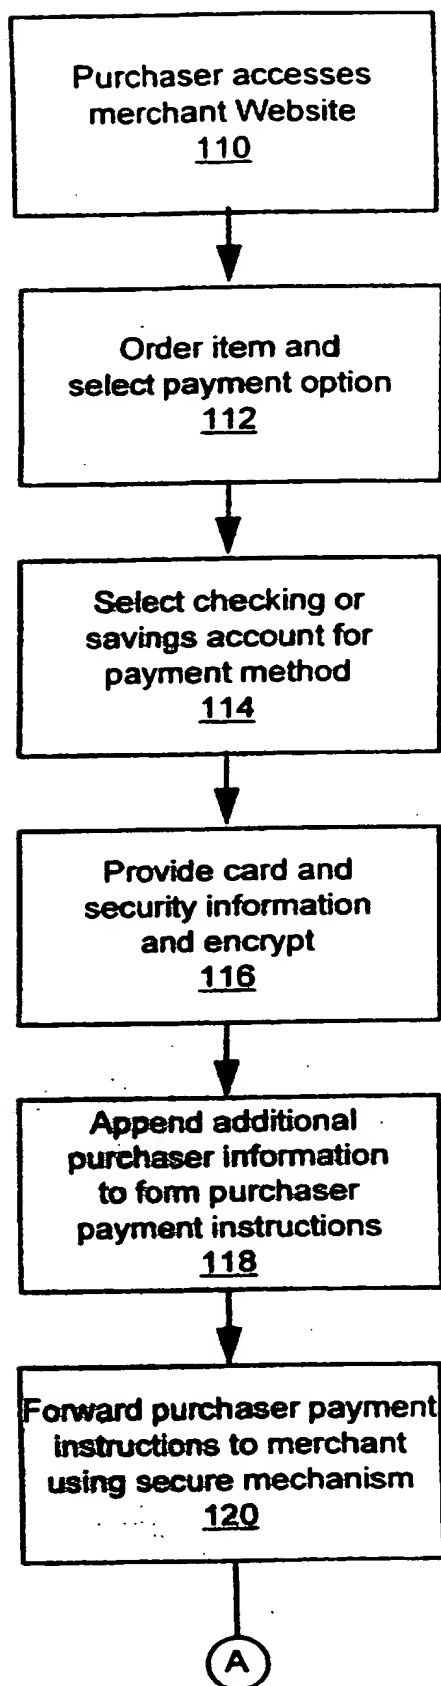 Purchaser accesses
merchant Website
110
Order item and
select payment option
112
Select checking or
savings account for
payment method
114
Provide card and
security information
and encrypt
116
Append additional
purchaser information
to form purchaser
payment instructions
118
Forward purchaser payment
instructions to merchant
using secure mechanism
120
A